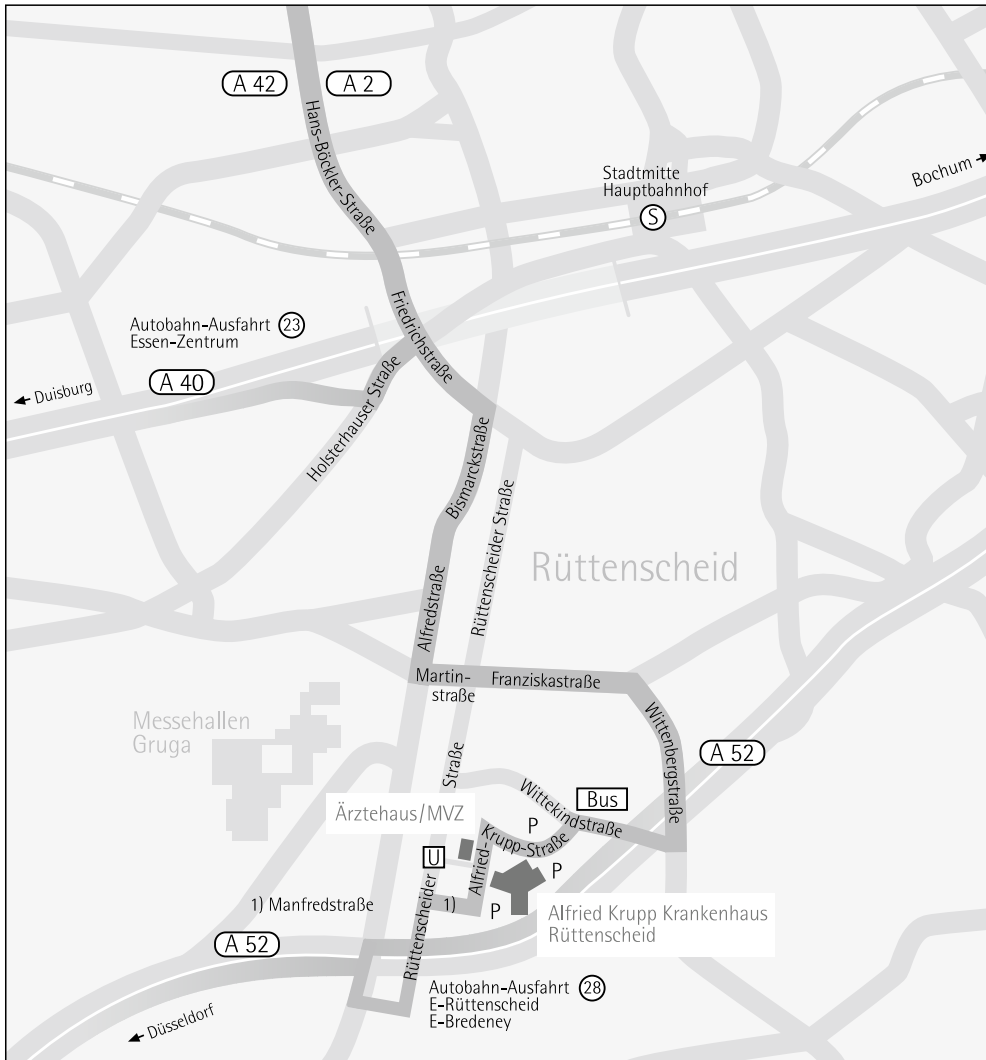 A 42
A 2
Hans-Böckler-Straße
Stadtmitte
Hauptbahnhof
S
Bochum
Autobahn-Ausfahrt 23
Essen-Zentrum
Friedrichstraße
A 40
Duisburg
Holsterhauser Straße
Bismarckstraße
Rüttenscheider Straße
Rüttenscheid
Alfredstraße
Martin-
straße
Franziskastraße
Messehallen
Gruga
Wittenbergstraße
A 52
Straße
Wittekindstraße
Bus
Ärztehaus/MVZ
P
Krupp-Straße
Alfried-
U
P
Rüttenscheider
1) Manfredstraße
1)
P
Alfried Krupp Krankenhaus
Rüttenscheid
A 52
Autobahn-Ausfahrt 28
E-Rüttenscheid
E-Bredeney
Düsseldorf